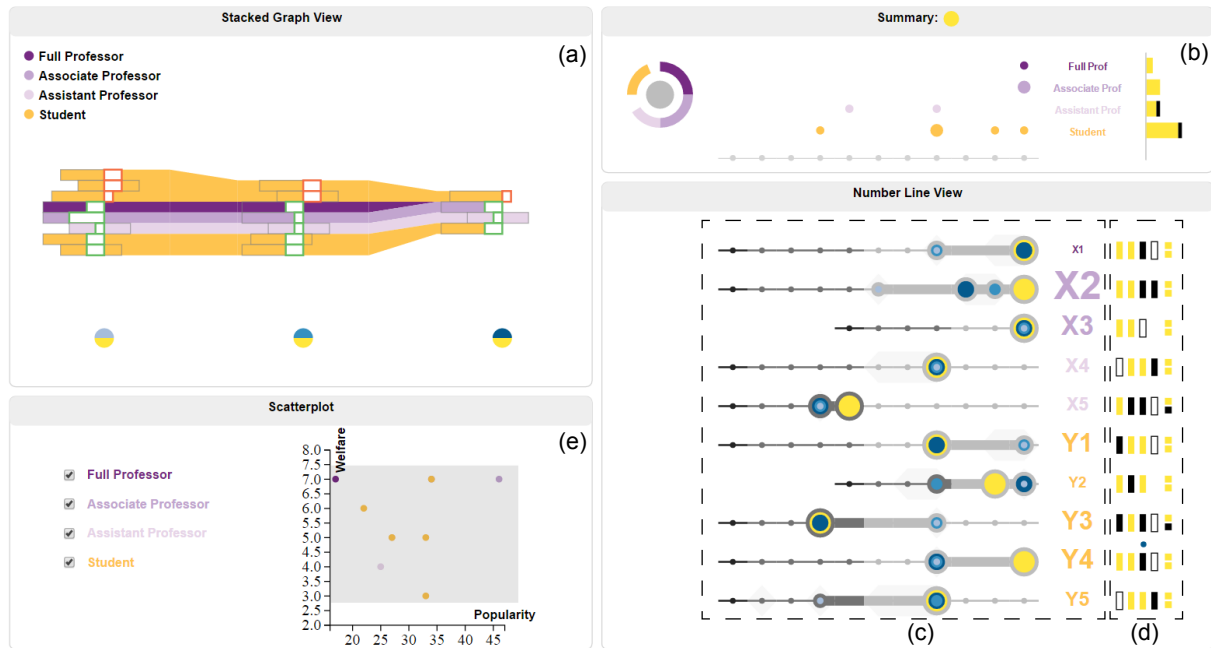 Stacked Graph View
(a)
Full Professor
Associate Professor
Assistant Professor
Student
Summary:
(b)
Full Prof
Associate Prof
Assistant Prof
Student
Number Line View
X1
X2
X3
X4
X5
Y1
Y2
Y3
Y4
Y5
(c)
(d)
Scatterplot
(e)
Full Professor
Associate Professor
Assistant Professor
Student
Welfare
8.0
7.5
7.0
6.5
6.0
5.5
5.0
4.5
4.0
3.5
3.0
2.5
2.0
Popularity
20 25 30 35 40 45